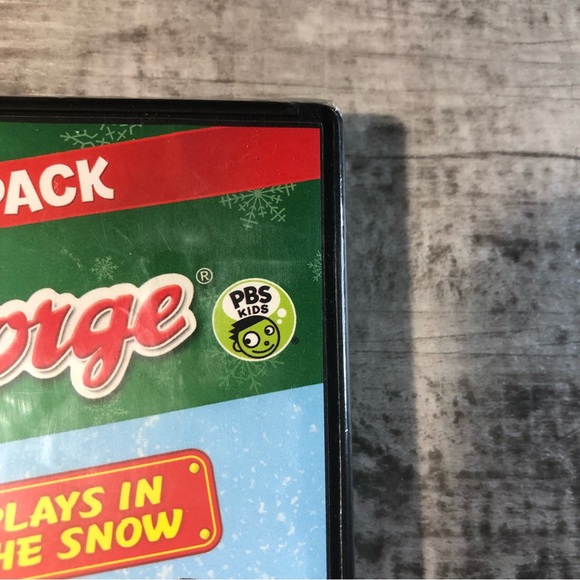 PACK
orge®
PBS
KIDS
PLAYS IN
HE SNOW